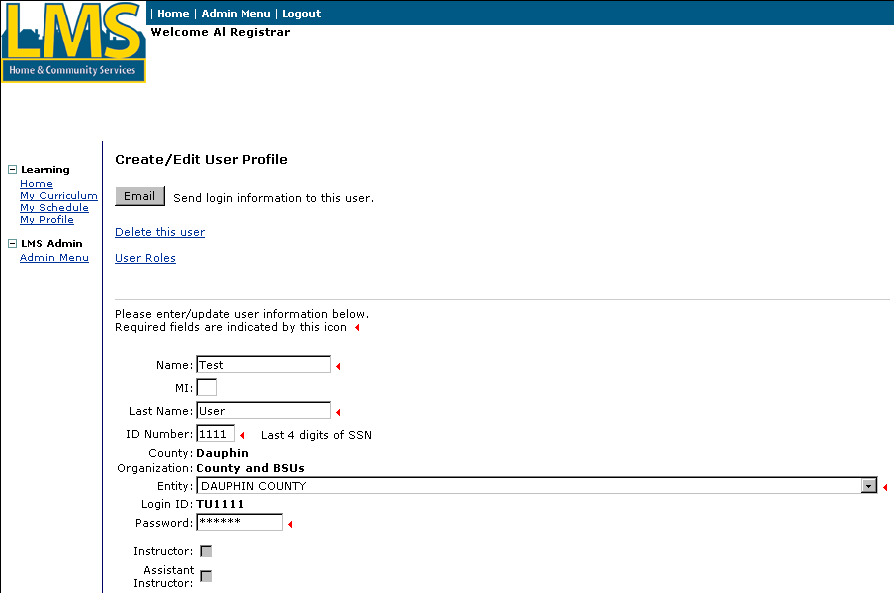 LMS
Home & Community Services
| Home | Admin Menu | Logout
Welcome Al Registrar
Learning
Home
My Curriculum
My Schedule
My Profile
LMS Admin
Admin Menu
Create/Edit User Profile
Email Send login information to this user.
Delete this user
User Roles
Please enter/update user information below.
Required fields are indicated by this icon
Name: Test
MI:
Last Name: User
ID Number: 1111 Last 4 digits of SSN
County: Dauphin
Organization: County and BSUs
Entity: DAUPHIN COUNTY
Login ID: TU1111
Password: ******
Instructor:
Assistant
Instructor: